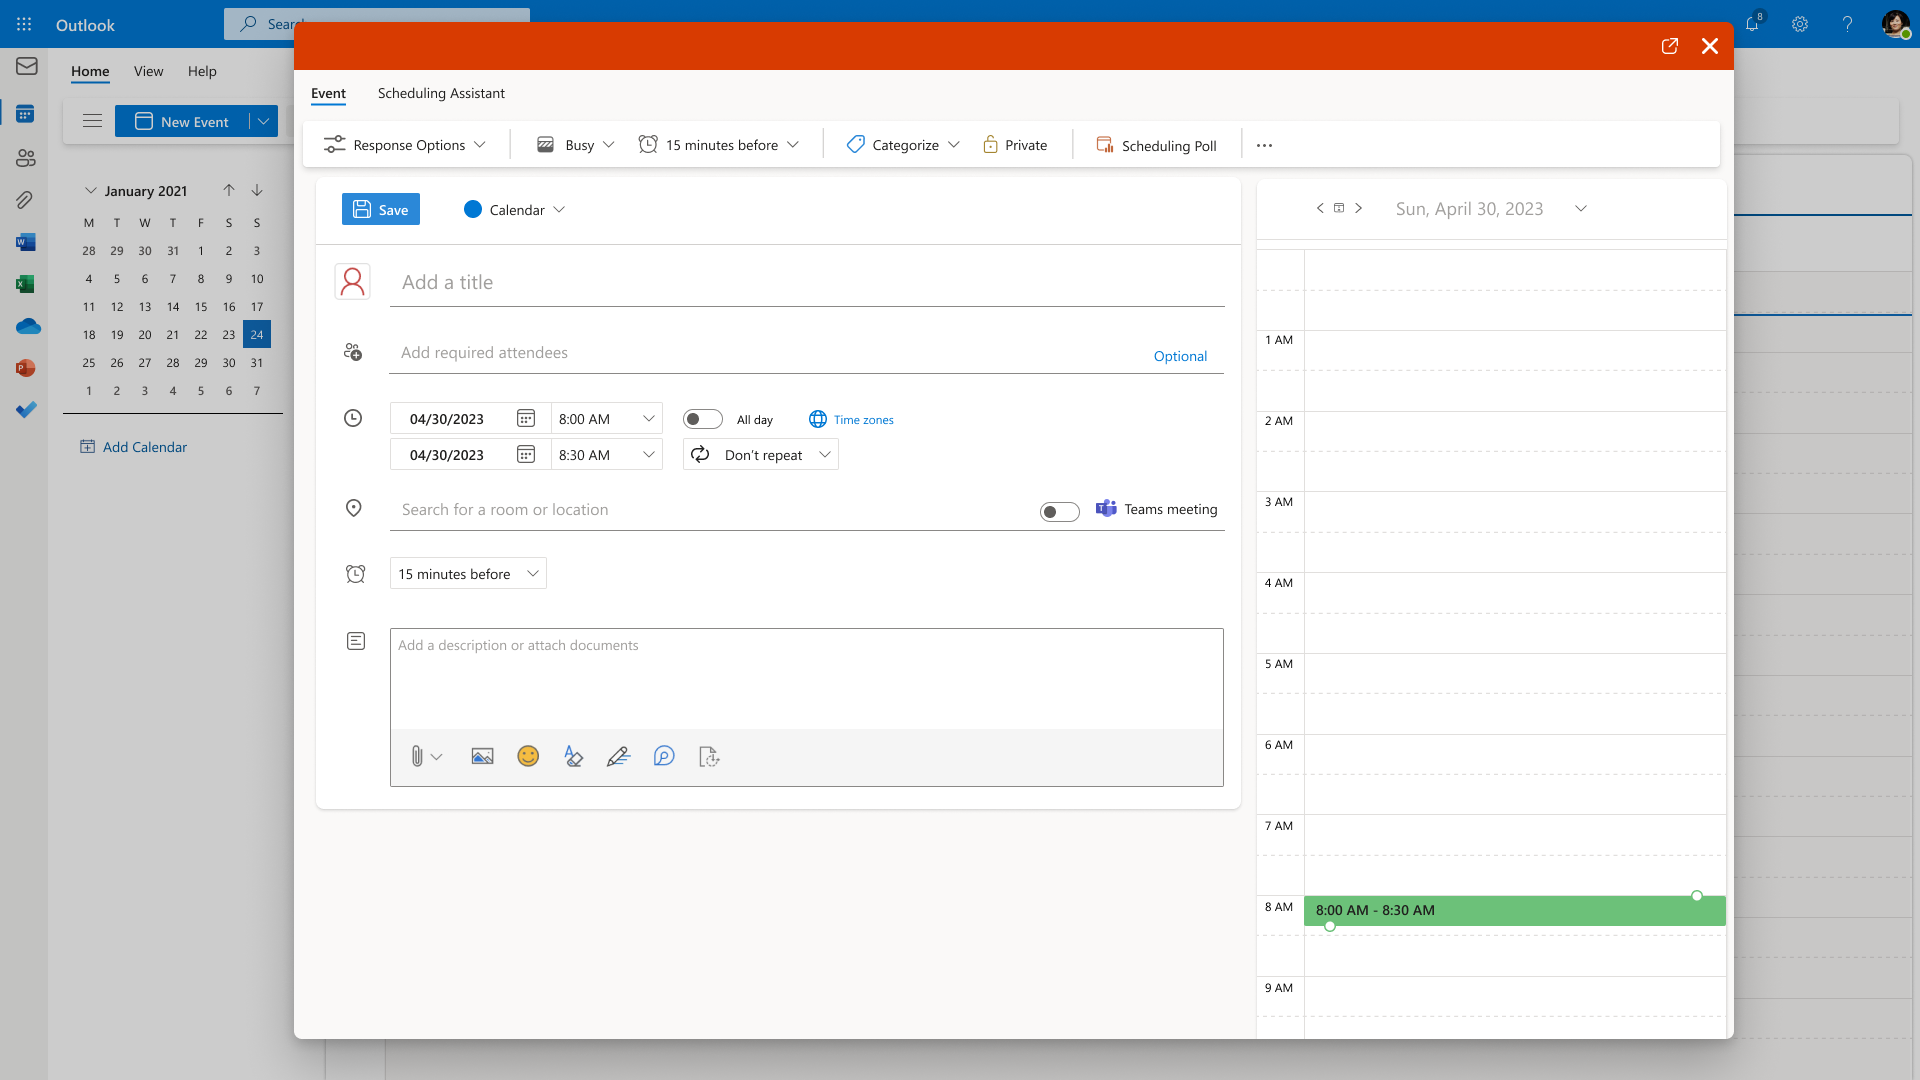 Outlook
Search
8
Home View Help
New Event
January 2021
M T W T F S S
28 29 30 31 1 2 3
4 5 6 7 8 9 10
11 12 13 14 15 16 17
18 19 20 21 22 23 24
25 26 27 28 29 30 31
1 2 3 4 5 6 7
Add Calendar
Event Scheduling Assistant
Response Options Busy 15 minutes before Categorize Private Scheduling Poll
Save Calendar
Add a title
Add required attendees
Optional
04/30/2023 8:00 AM All day Time zones
04/30/2023 8:30 AM Don't repeat
Search for a room or location Teams meeting
15 minutes before
Add a description or attach documents
Sun, April 30, 2023
1 AM
2 AM
3 AM
4 AM
5 AM
6 AM
7 AM
8 AM 8:00 AM - 8:30 AM
9 AM